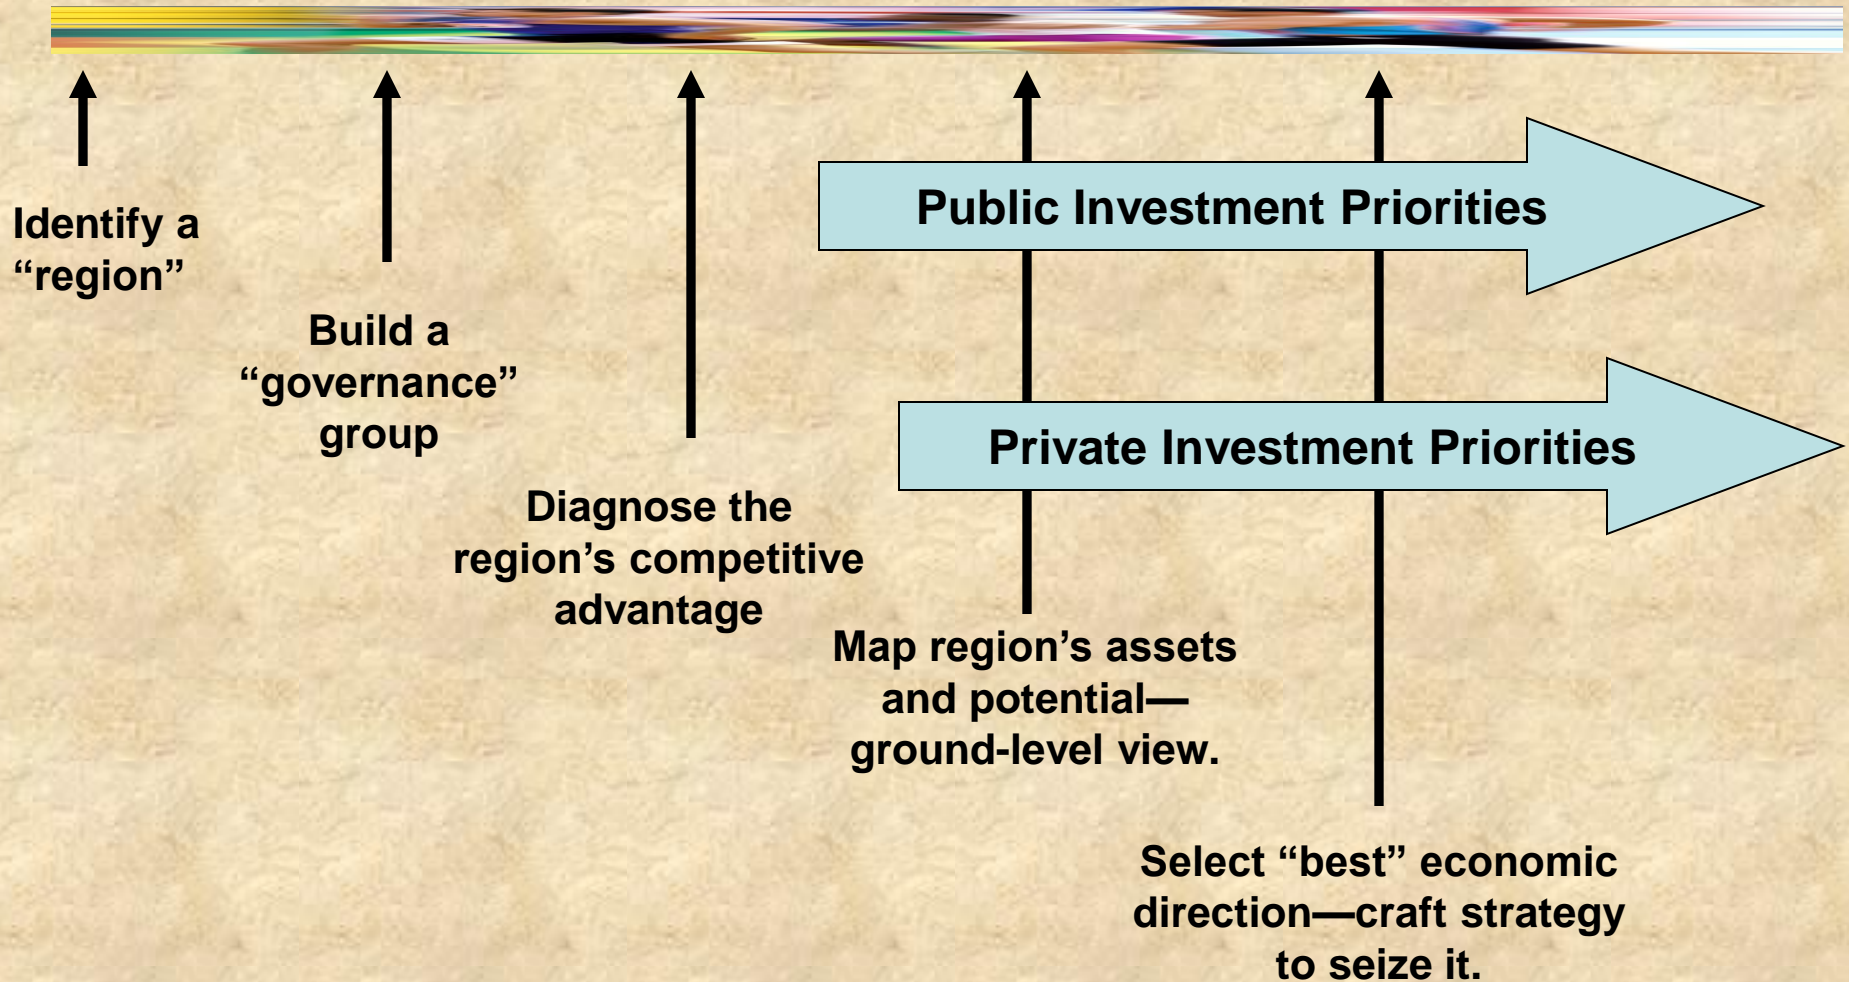 Identify a
“region”
Build a
“governance”
group
Diagnose the
region’s competitive
advantage
Public Investment Priorities
Private Investment Priorities
Map region’s assets
and potential—
ground-level view.
Select “best” economic
direction—craft strategy
to seize it.